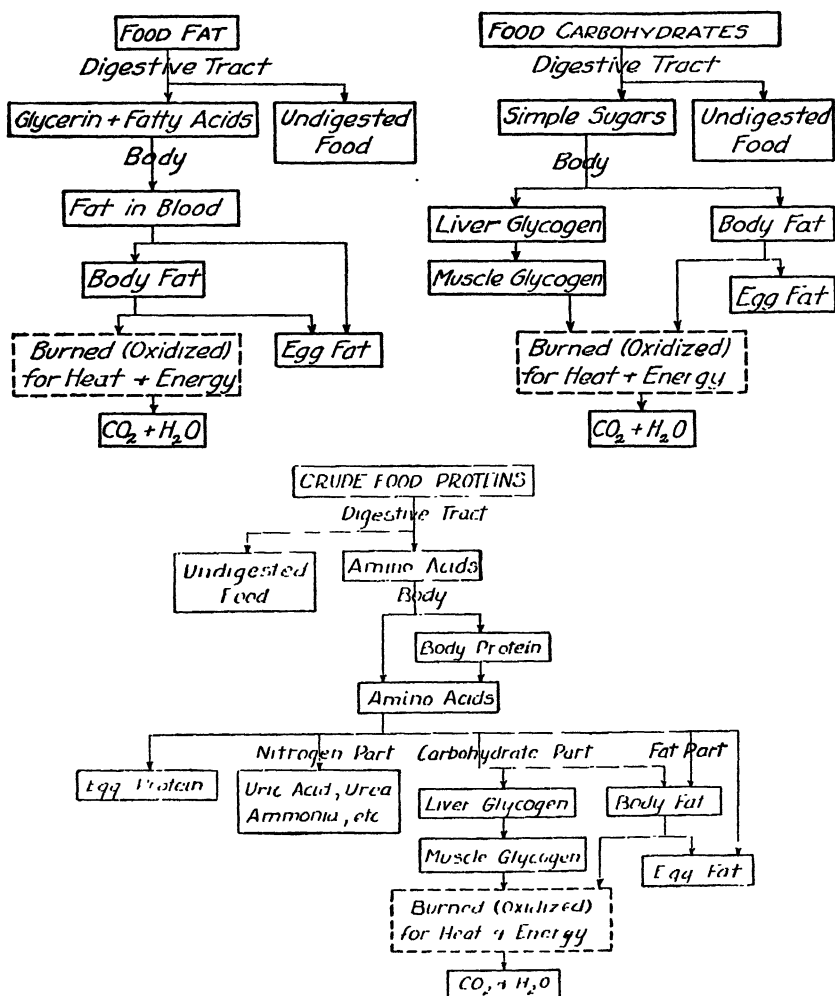 FOOD FAT
Digestive Tract
Glycerin + Fatty Acids
Undigested
Food
Body
Fat in Blood
Body Fat
Burned (Oxidized)
for Heat + Energy
Egg Fat
CO₂ + H₂O
FOOD CARBOHYDRATES
Digestive Tract
Simple Sugars
Undigested
Food
Body
Liver Glycogen
Body Fat
Muscle Glycogen
Egg Fat
Burned (Oxidized)
for Heat + Energy
CO₂ + H₂O
CRUDE FOOD PROTEINS
Digestive Tract
Undigested
Food
Amino Acids
Body
Body Protein
Amino Acids
Nitrogen Part
Carbohydrate Part
Fat Part
Egg Protein
Uric Acid, Urea
Ammonia, etc
Liver Glycogen
Body Fat
Muscle Glycogen
Egg Fat
Burned (Oxidized)
for Heat + Energy
CO₂ + H₂O